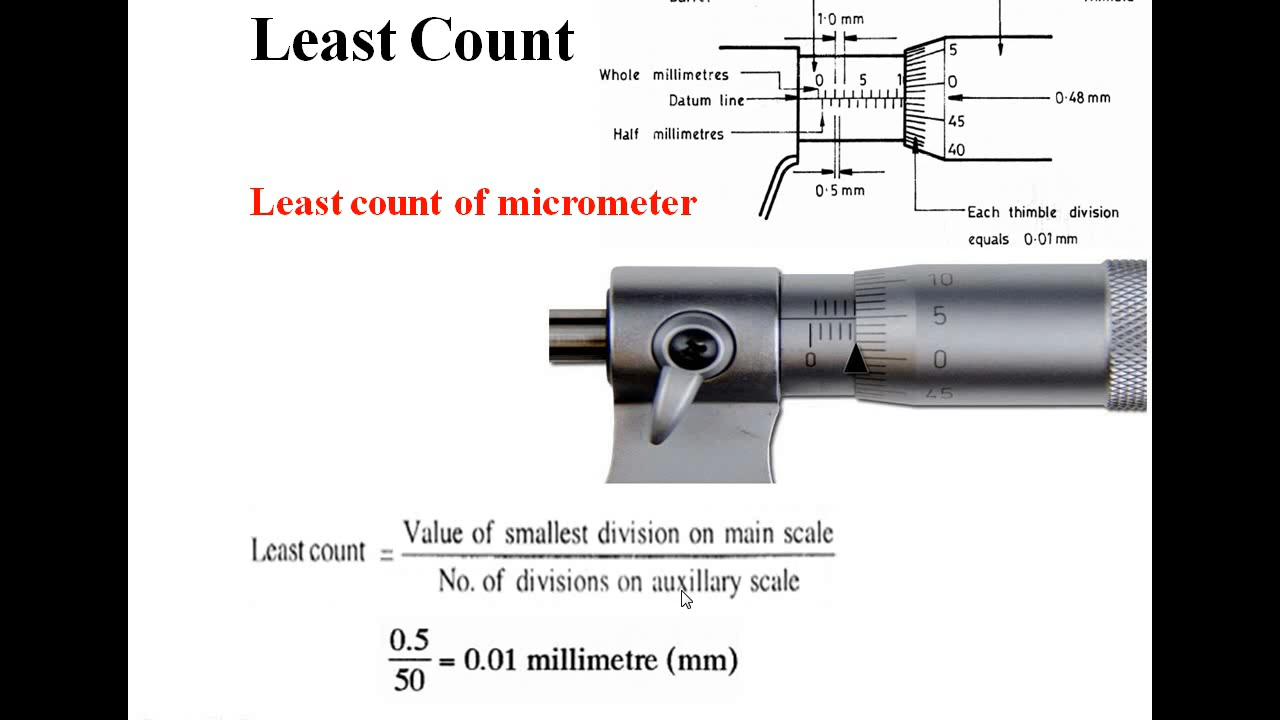 Least Count
1·0 mm
Whole millimetres
0 5 1
5
0
Datum line
0·48 mm
45
Half millimetres
40
0·5 mm
Least count of micrometer
Each thimble division
equals 0·01 mm
10
5
0
0
45
Least count = Value of smallest division on main scale
No. of divisions on auxillary scale
0.5
50
= 0.01 millimetre (mm)